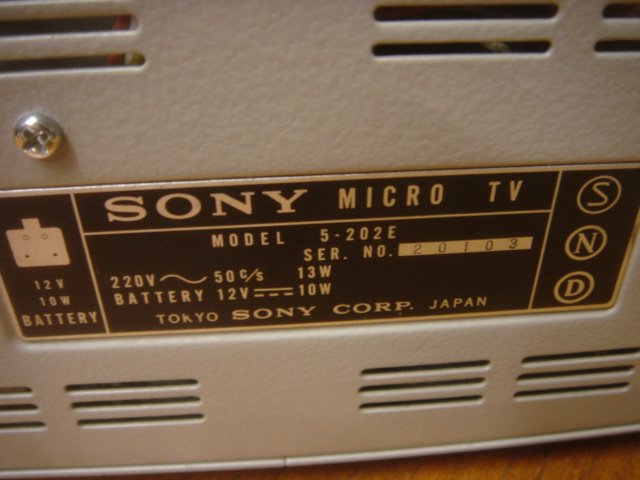 SONY MICRO TV
MODEL 5-202E
SER. NO. 20103
220V 50c/s 13W
BATTERY 12V 10W
TOKYO SONY CORP. JAPAN
12V
10W
BATTERY
S
N
D